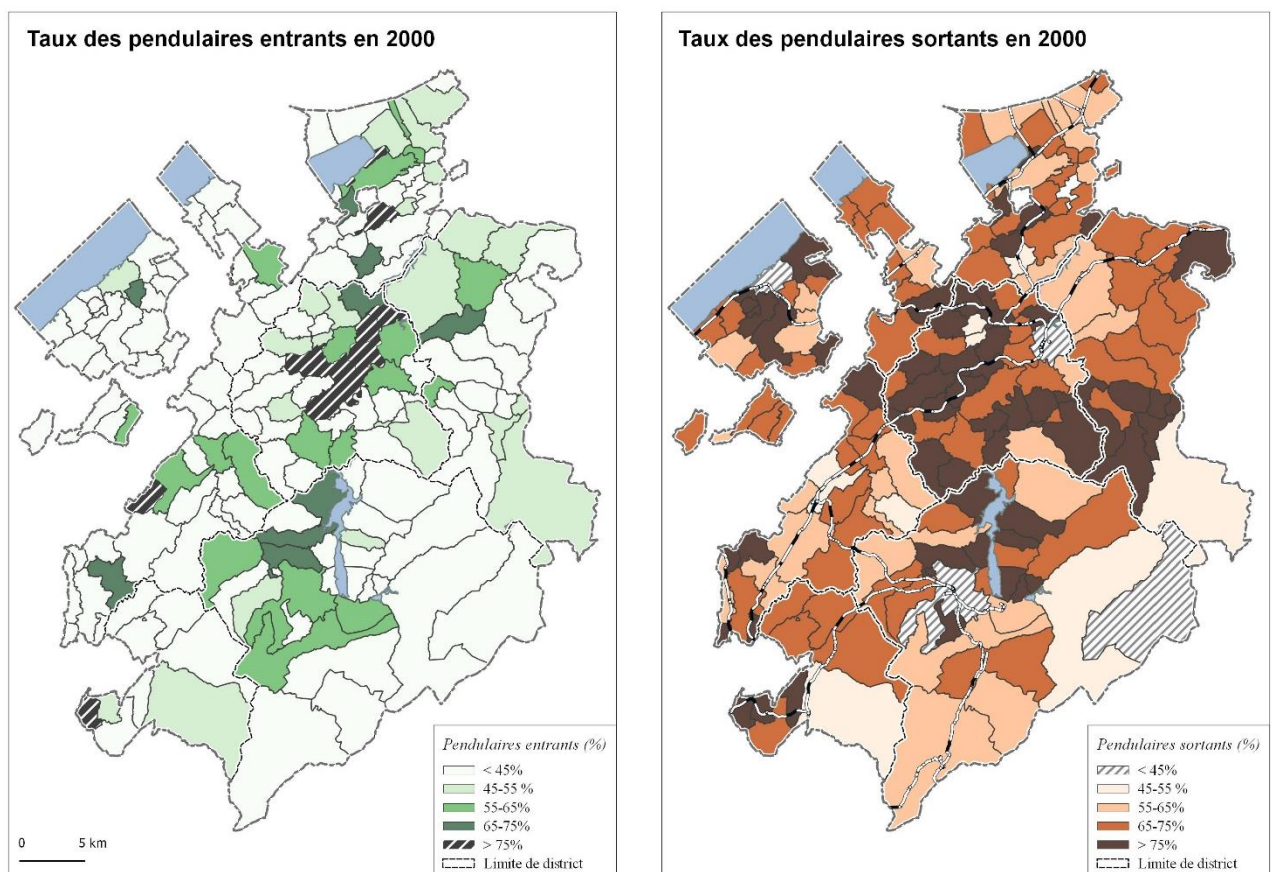 Taux des pendulaires entrants en 2000
Pendulaires entrants (%)
< 45%
45-55 %
55-65%
65-75%
> 75%
Limite de district
0 5 km
Taux des pendulaires sortants en 2000
Pendulaires sortants (%)
< 45%
45-55 %
55-65%
65-75%
> 75%
Limite de district